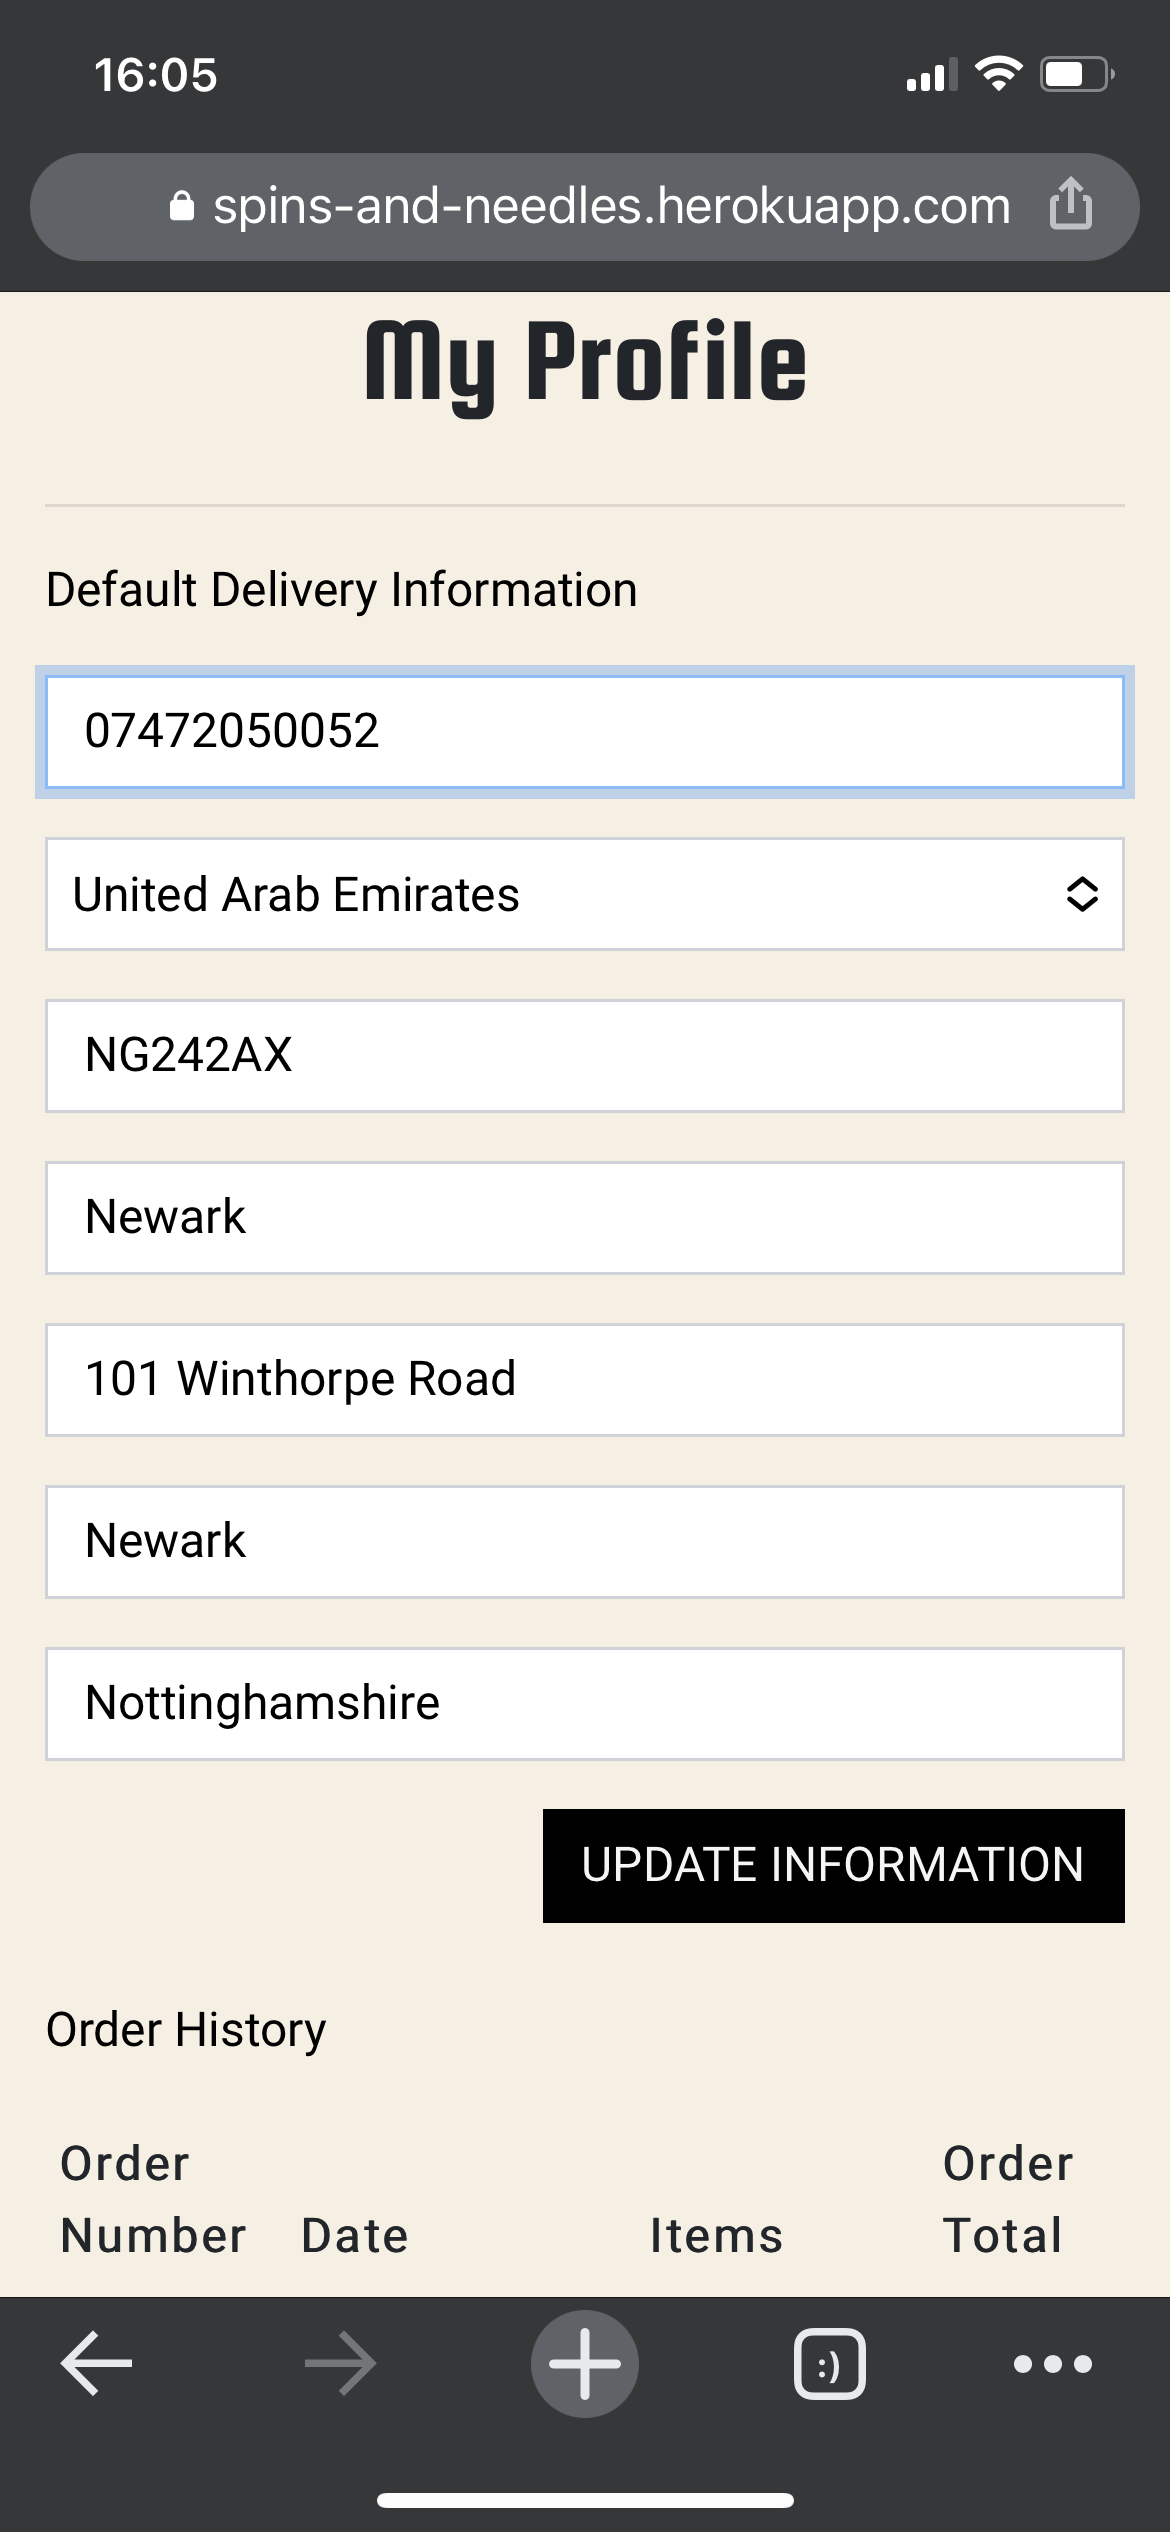 16:05
spins-and-needles.herokuapp.com
My Profile
Default Delivery Information
07472050052
United Arab Emirates
NG242AX
Newark
101 Winthorpe Road
Newark
Nottinghamshire
UPDATE INFORMATION
Order History
Order Number Date Items Order Total
:)